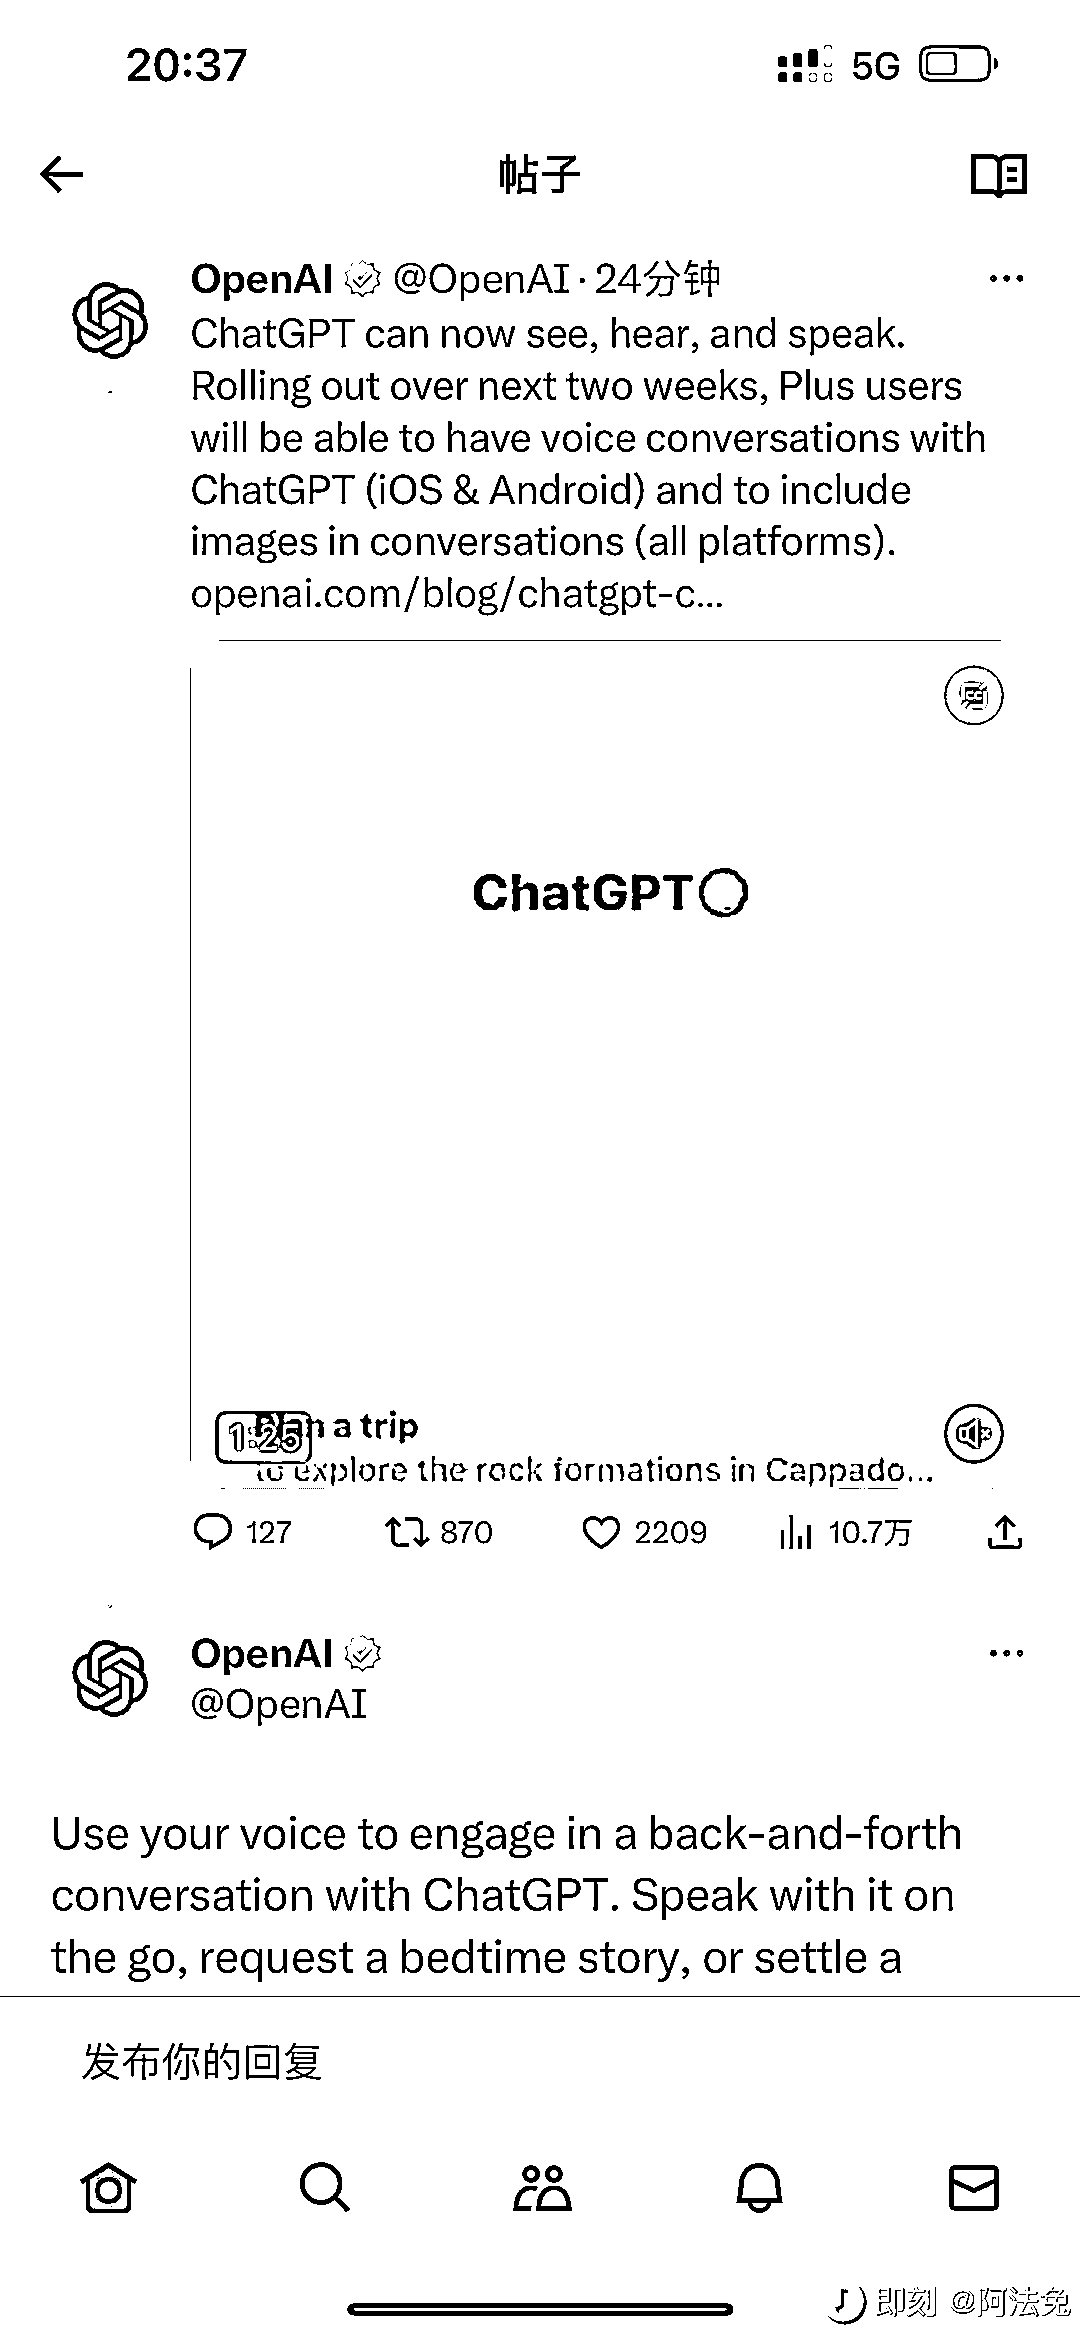 20:37
5G
帖子
OpenAI @OpenAI · 24分钟
ChatGPT can now see, hear, and speak.
Rolling out over next two weeks, Plus users
will be able to have voice conversations with
ChatGPT (iOS & Android) and to include
images in conversations (all platforms).
openai.com/blog/chatgpt-c...
ChatGPT
Plan a trip
1:25
to explore the rock formations in Cappado...
127 870 2209 10.7万
OpenAI
@OpenAI
Use your voice to engage in a back-and-forth
conversation with ChatGPT. Speak with it on
the go, request a bedtime story, or settle a
发布你的回复
即刻 @阿法兔